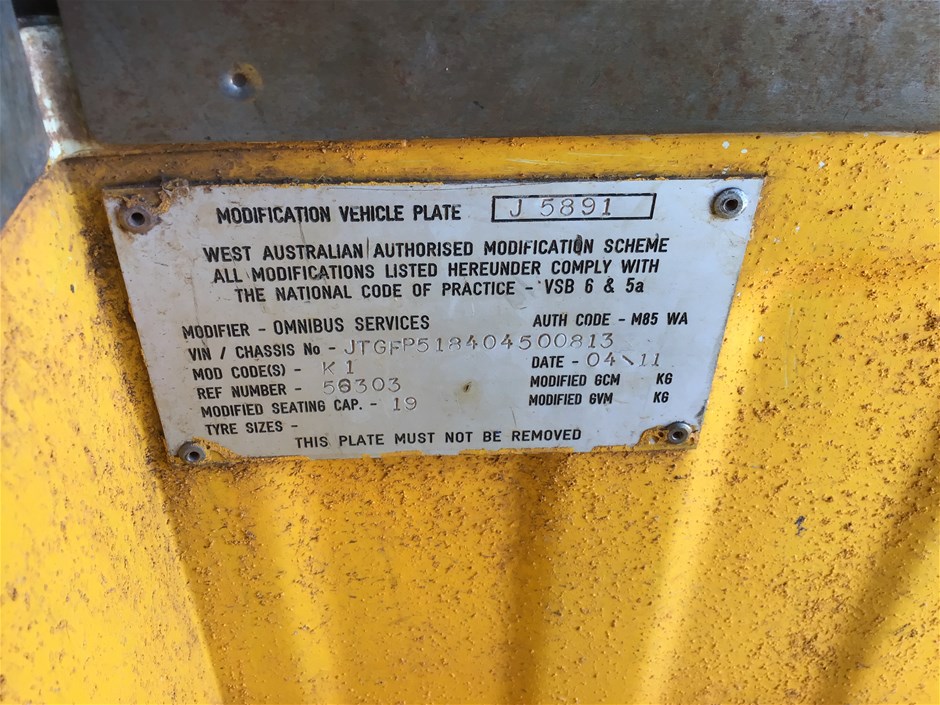 MODIFICATION VEHICLE PLATE J 5891
WEST AUSTRALIAN AUTHORISED MODIFICATION SCHEME
ALL MODIFICATIONS LISTED HEREUNDER COMPLY WITH
THE NATIONAL CODE OF PRACTICE - VSB 6 & 5a
MODIFIER - OMNIBUS SERVICES AUTH CODE - M85 WA
VIN / CHASSIS No - JTGFP518404500813
MOD CODE(S) - K1 DATE - 04\11
REF NUMBER - 50303 MODIFIED GCM KG
MODIFIED SEATING CAP. - 19 MODIFIED GVM KG
TYRE SIZES -
THIS PLATE MUST NOT BE REMOVED